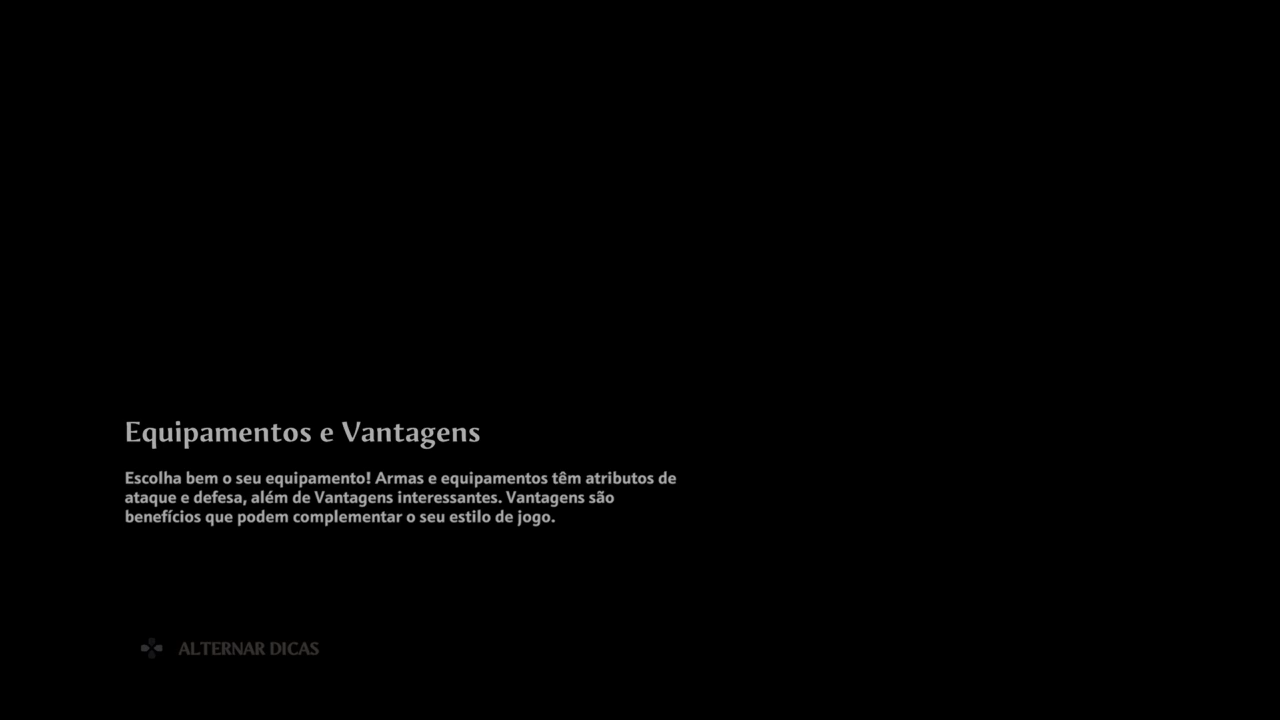 Equipamentos e Vantagens
Escolha bem o seu equipamento! Armas e equipamentos têm atributos de
ataque e defesa, além de Vantagens interessantes. Vantagens são
benefícios que podem complementar o seu estilo de jogo.
ALTERNAR DICAS